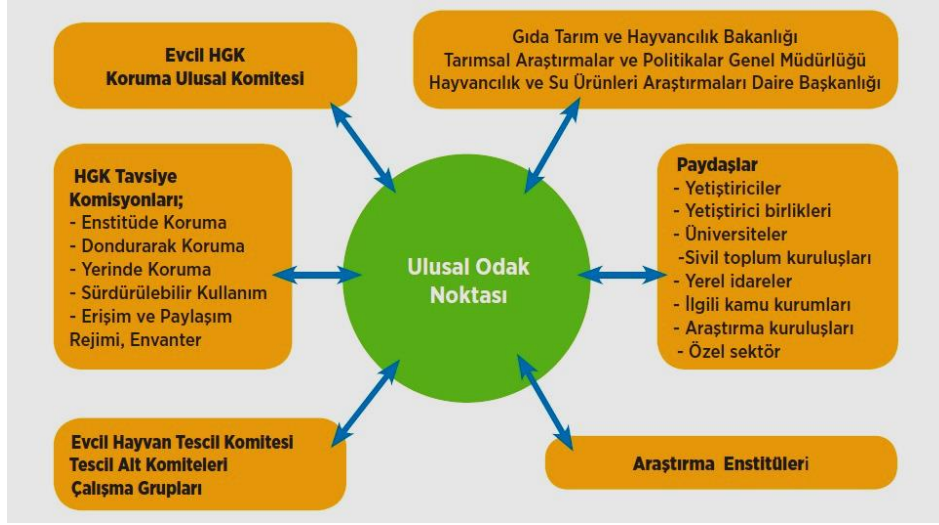 Evcil HGK
Koruma Ulusal Komitesi
Gıda Tarım ve Hayvancılık Bakanlığı
Tarımsal Araştırmalar ve Politikalar Genel Müdürlüğü
Hayvancılık ve Su Ürünleri Araştırmaları Daire Başkanlığı
HGK Tavsiye
Komisyonları;
- Enstitüde Koruma
- Dondurarak Koruma
- Yerinde Koruma
- Sürdürülebilir Kullanım
- Erişim ve Paylaşım
Rejimi, Envanter
Ulusal Odak
Noktası
Paydaşlar
- Yetiştiriciler
- Yetiştirici birlikleri
- Üniversiteler
-Sivil toplum kuruluşları
- Yerel idareler
- İlgili kamu kurumları
- Araştırma kuruluşları
- Özel sektör
Evcil Hayvan Tescil Komitesi
Tescil Alt Komiteleri
Çalışma Grupları
Araştırma Enstitüleri